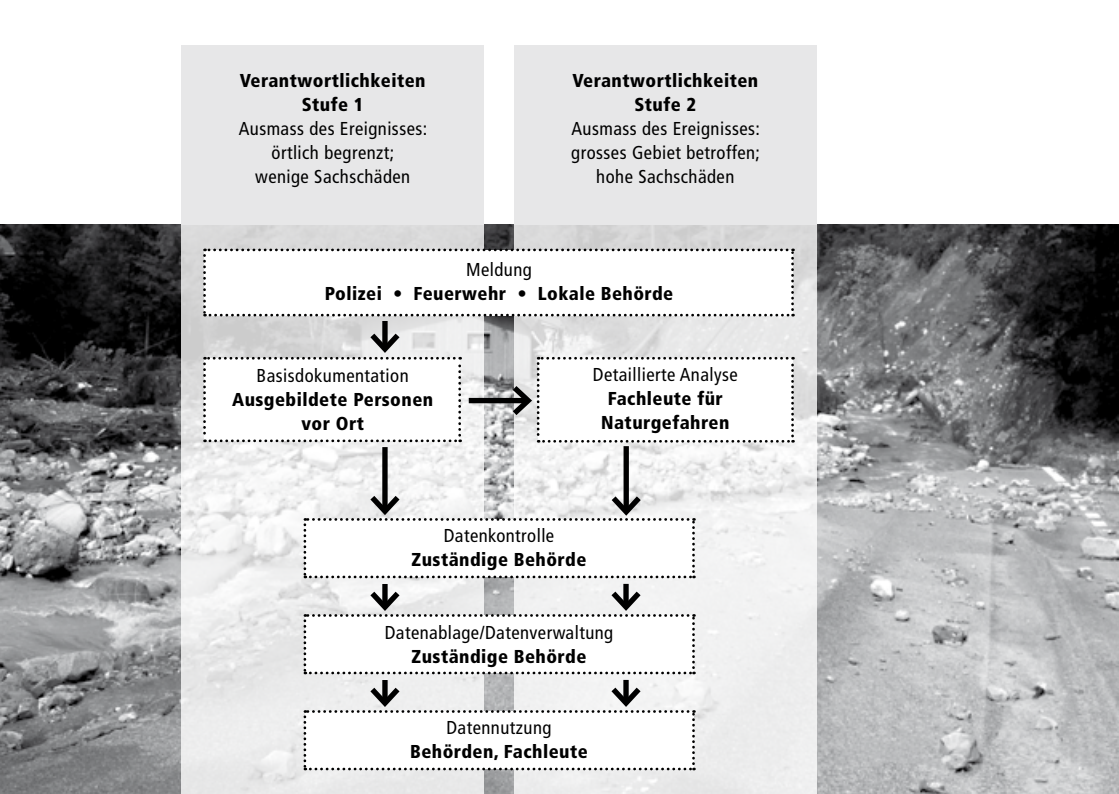 Verantwortlichkeiten
Stufe 1
Ausmass des Ereignisses:
örtlich begrenzt;
wenige Sachschäden
Verantwortlichkeiten
Stufe 2
Ausmass des Ereignisses:
grosses Gebiet betroffen;
hohe Sachschäden
Meldung
Polizei • Feuerwehr • Lokale Behörde
Basisdokumentation
Ausgebildete Personen
vor Ort
Detaillierte Analyse
Fachleute für
Naturgefahren
Datenkontrolle
Zuständige Behörde
Datenablage/Datenverwaltung
Zuständige Behörde
Datennutzung
Behörden, Fachleute